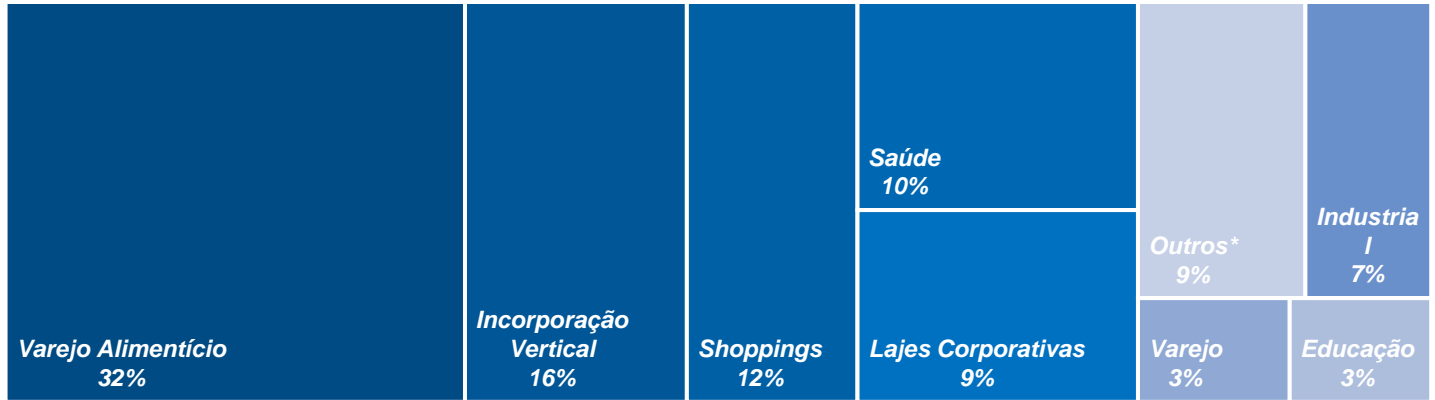 Varejo Alimentício
32%
Incorporação
Vertical
16%
Shoppings
12%
Saúde
10%
Lajes Corporativas
9%
Outros*
9%
Industria
l
7%
Varejo
3%
Educação
3%